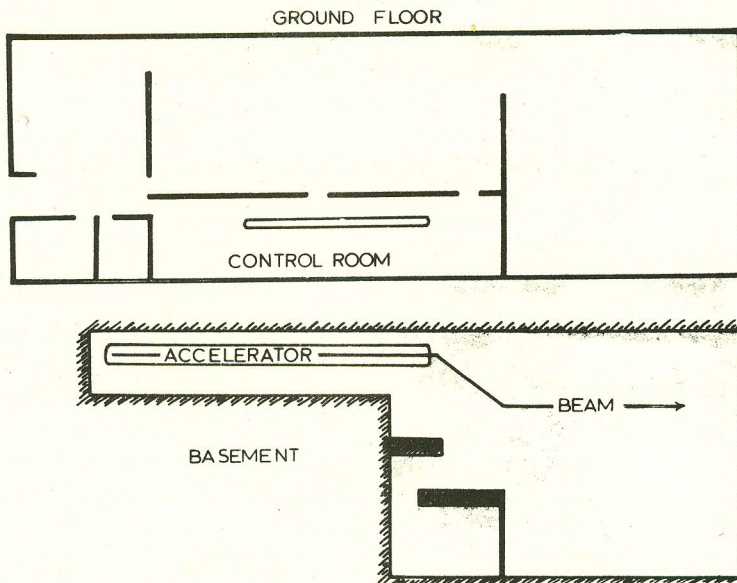 GROUND FLOOR
CONTROL ROOM
ACCELERATOR
BEAM
BASEMENT